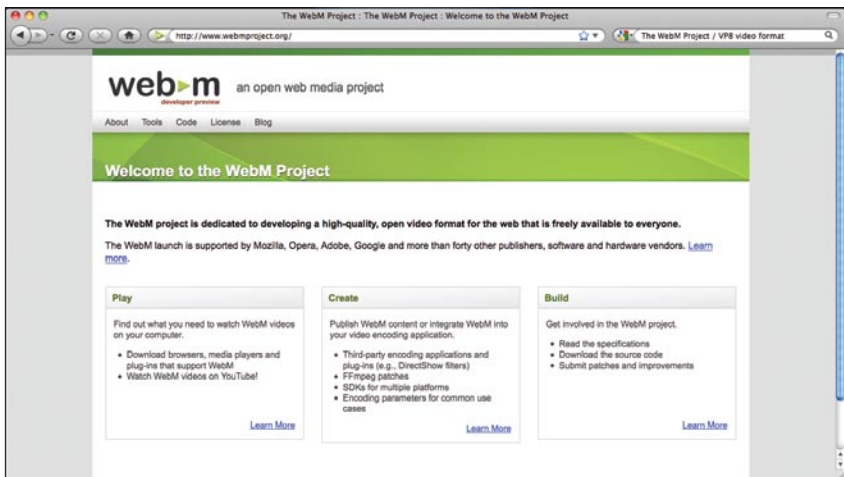 The WebM Project : The WebM Project : Welcome to the WebM Project
http://www.webmproject.org/
The WebM Project / VP8 video format
web m
developer preview
an open web media project
About Tools Code License Blog
Welcome to the WebM Project
The WebM project is dedicated to developing a high-quality, open video format for the web that is freely available to everyone.
The WebM launch is supported by Mozilla, Opera, Adobe, Google and more than forty other publishers, software and hardware vendors. Learn
more.
Play
Find out what you need to watch WebM videos
on your computer.
• Download browsers, media players and
plug-ins that support WebM
• Watch WebM videos on YouTube!
Learn More
Create
Publish WebM content or integrate WebM into
your video encoding application.
• Third-party encoding applications and
plug-ins (e.g., DirectShow filters)
• FFmpeg patches
• SDKs for multiple platforms
• Encoding parameters for common use
cases
Learn More
Build
Get involved in the WebM project.
• Read the specifications
• Download the source code
• Submit patches and improvements
Learn More